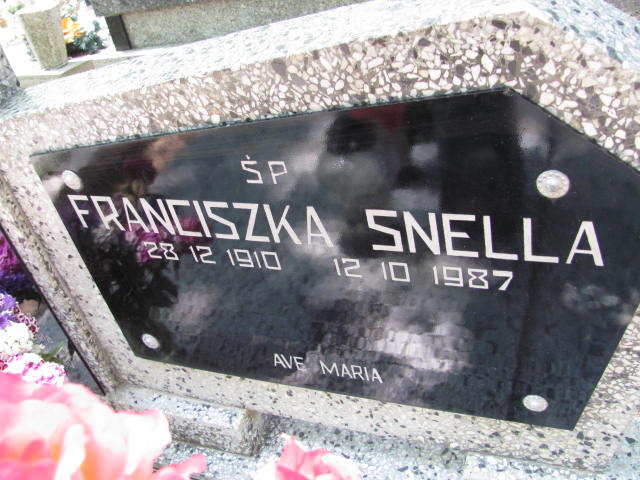 ŚP
FRANCISZKA SNELLA
28 12 1910 12 10 1987
AVE MARIA